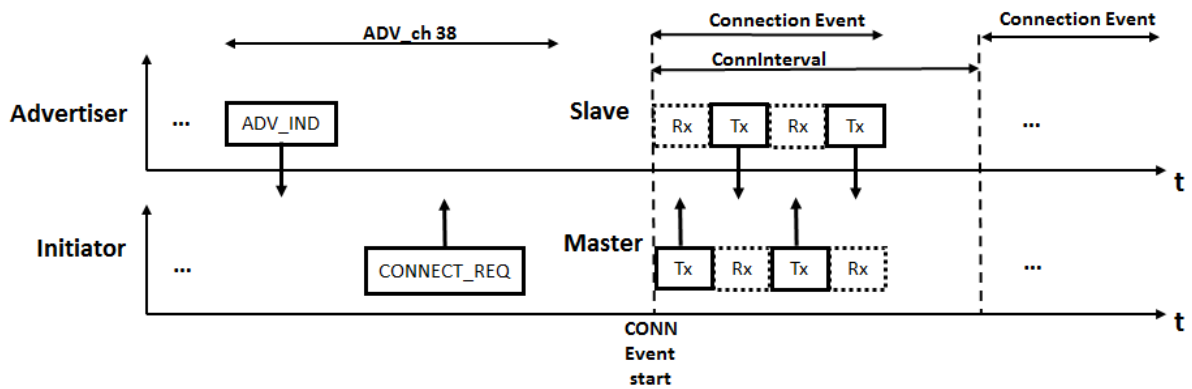 ADV_ch 38
Connection Event
Connection Event
ConnInterval
Advertiser
...
ADV_IND
Slave
Rx
Tx
Rx
Tx
...
t
Initiator
...
CONNECT_REQ
Master
Tx
Rx
Tx
Rx
...
t
CONN
Event
start